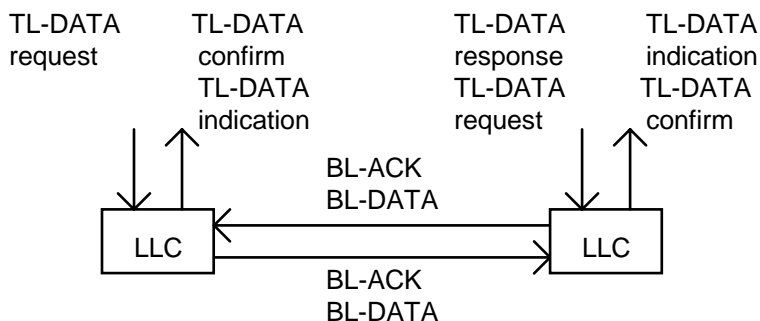 TL-DATA
request
TL-DATA
confirm
TL-DATA
indication
TL-DATA
response
TL-DATA
request
TL-DATA
indication
TL-DATA
confirm
BL-ACK
BL-DATA
LLC
LLC
BL-ACK
BL-DATA